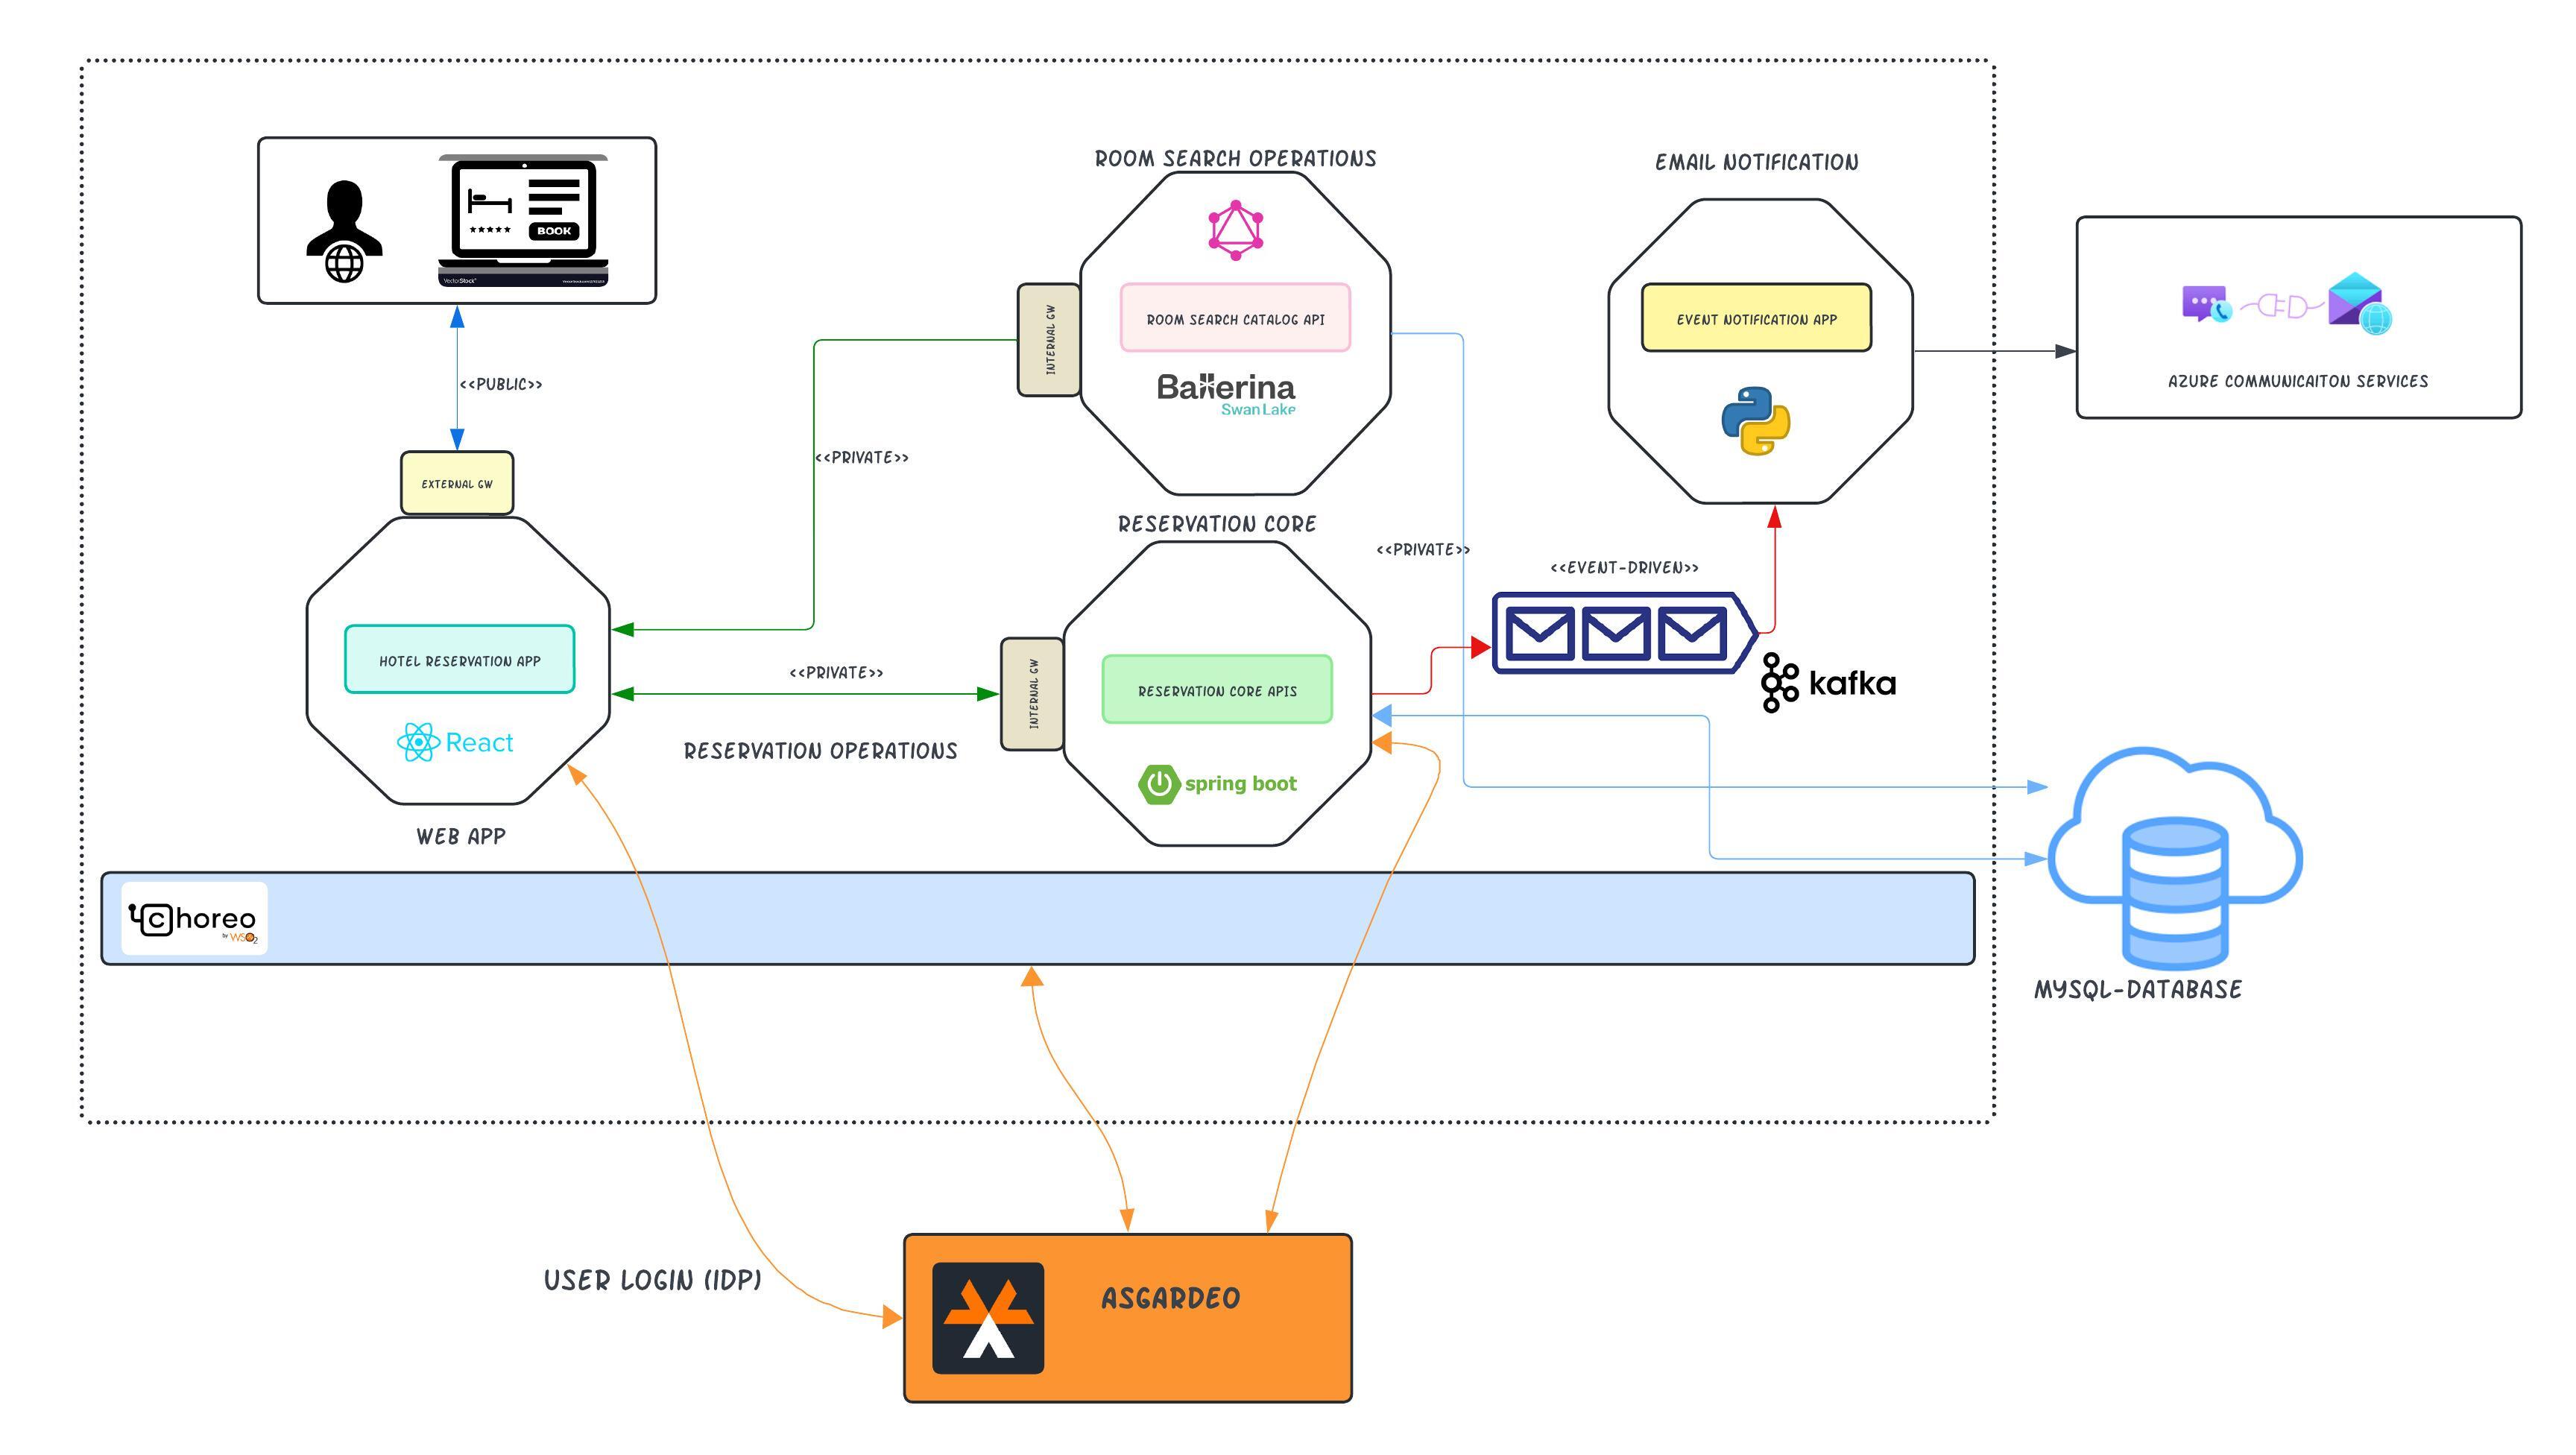 ROOM SEARCH OPERATIONS
EMAIL NOTIFICATION
BOOK
VectorStock
INTERNAL GW
ROOM SEARCH CATALOG API
EVENT NOTIFICATION APP
Ballerina
Swan Lake
AZURE COMMUNICAITON SERVICES
<<PUBLIC>>
<<PRIVATE>>
EXTERNAL GW
RESERVATION CORE
<<PRIVATE>>
<<EVENT-DRIVEN>>
HOTEL RESERVATION APP
<<PRIVATE>>
INTERNAL GW
RESERVATION CORE APIS
kafka
React
RESERVATION OPERATIONS
spring boot
WEB APP
choreo
by WSO2
MYSQL-DATABASE
USER LOGIN (IDP)
ASGARDEO